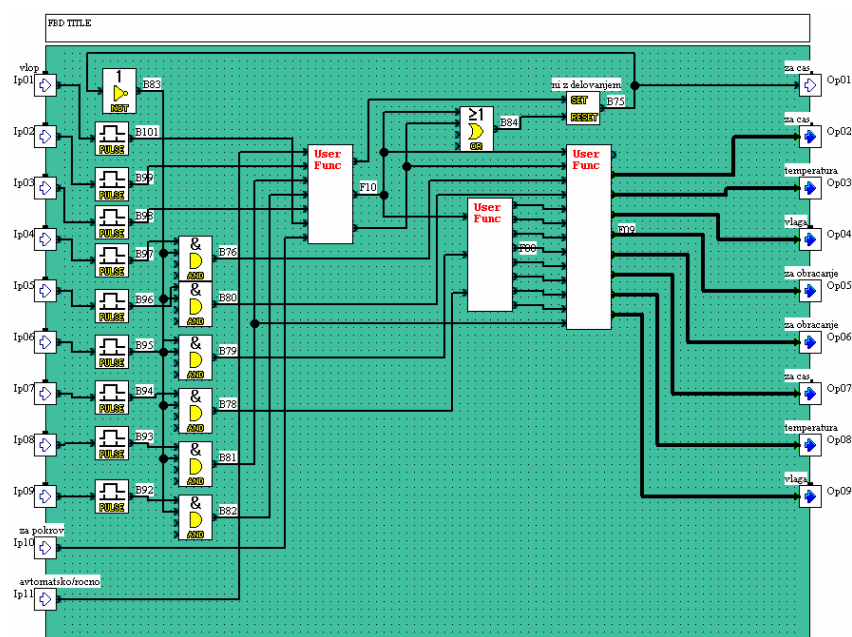 FBD TITLE
vlop
Ip01
1
NOT
B83
ni z delovanjem
SET
RESET
B75
za cas
Op01
PULSE
B101
≥1
OR
B84
Ip02
za cas
Op02
User
Func
User
Func
PULSE
B99
Ip03
F10
temperatura
Op03
PULSE
B98
User
Func
Ip04
&
AND
B76
F09
vlaga
Op04
PULSE
B97
F08
Ip05
&
AND
B80
za obracanje
Op05
PULSE
B96
Ip06
&
AND
B79
za obracanje
Op06
PULSE
B95
Ip07
PULSE
B94
&
AND
B78
za cas
Op07
Ip08
PULSE
B93
&
AND
B81
temperatura
Op08
Ip09
PULSE
B92
&
AND
B82
vlaga
Op09
za pokrov
Ip10
avtomatsko/rocno
Ip11